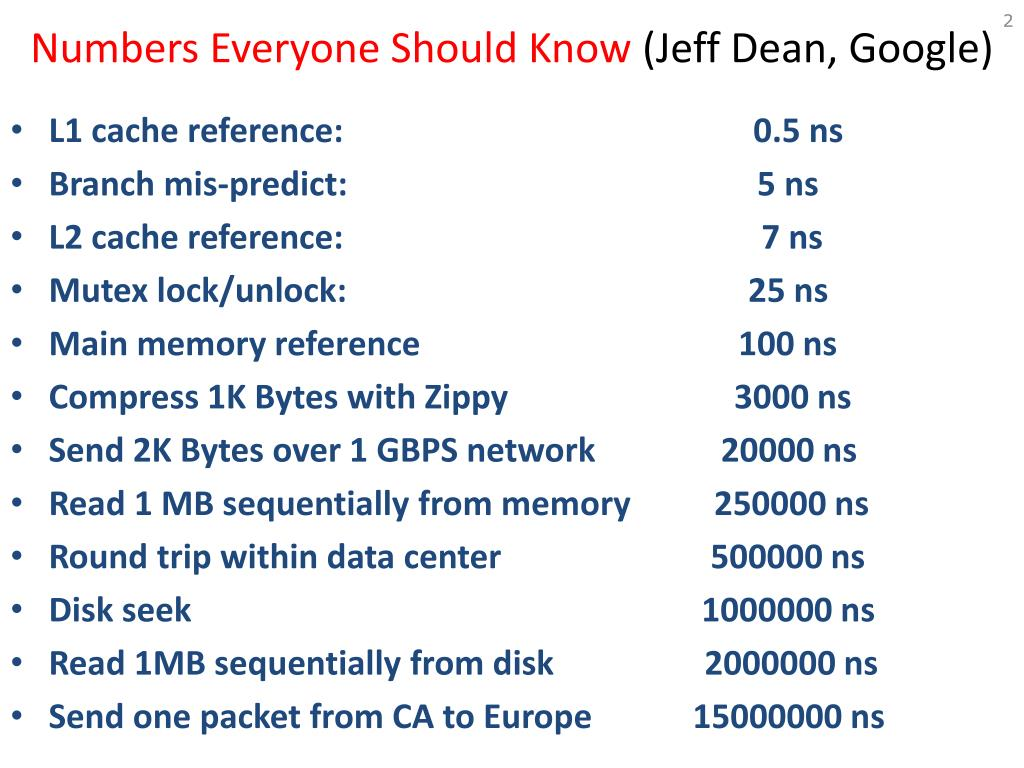 2
Numbers Everyone Should Know (Jeff Dean, Google)
• L1 cache reference: 0.5 ns
• Branch mis-predict: 5 ns
• L2 cache reference: 7 ns
• Mutex lock/unlock: 25 ns
• Main memory reference 100 ns
• Compress 1K Bytes with Zippy 3000 ns
• Send 2K Bytes over 1 GBPS network 20000 ns
• Read 1 MB sequentially from memory 250000 ns
• Round trip within data center 500000 ns
• Disk seek 1000000 ns
• Read 1MB sequentially from disk 2000000 ns
• Send one packet from CA to Europe 15000000 ns